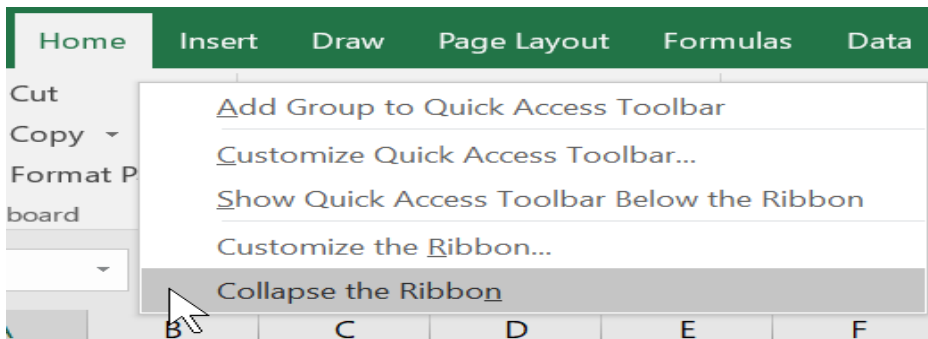 Home Insert Draw Page Layout Formulas Data
Cut
Add Group to Quick Access Toolbar
Copy
Customize Quick Access Toolbar...
Format P
Show Quick Access Toolbar Below the Ribbon
board
Customize the Ribbon...
Collapse the Ribbon
B C D E F